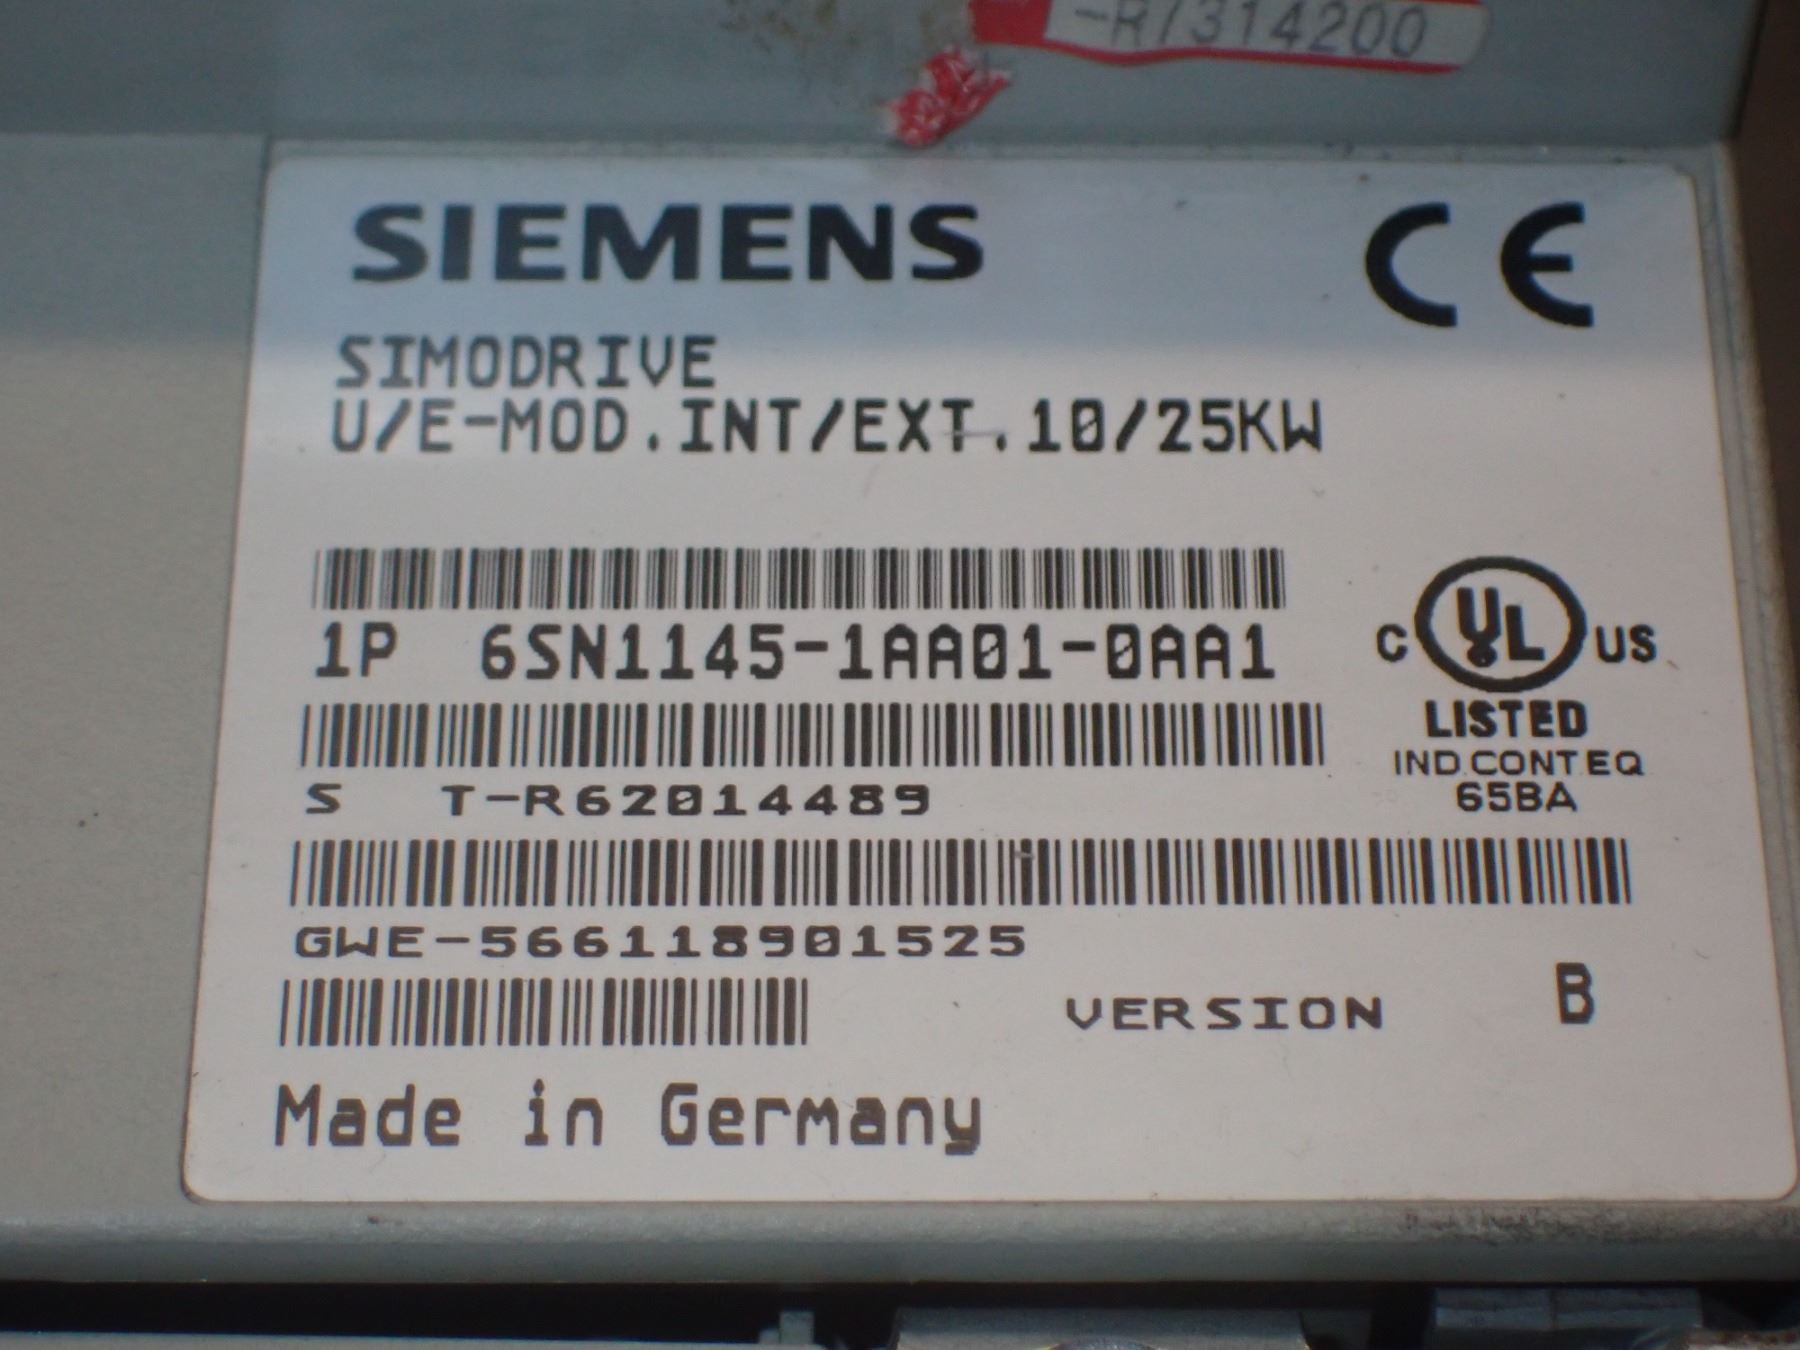 -R7314200
SIEMENS CE
SIMODRIVE
U/E-MOD.INT/EXT.10/25KW
1P 6SN1145-1AA01-0AA1
C UL US
LISTED
IND.CONT.EQ
65BA
S T-R62014489
GWE-566118901525
VERSION B
Made in Germany